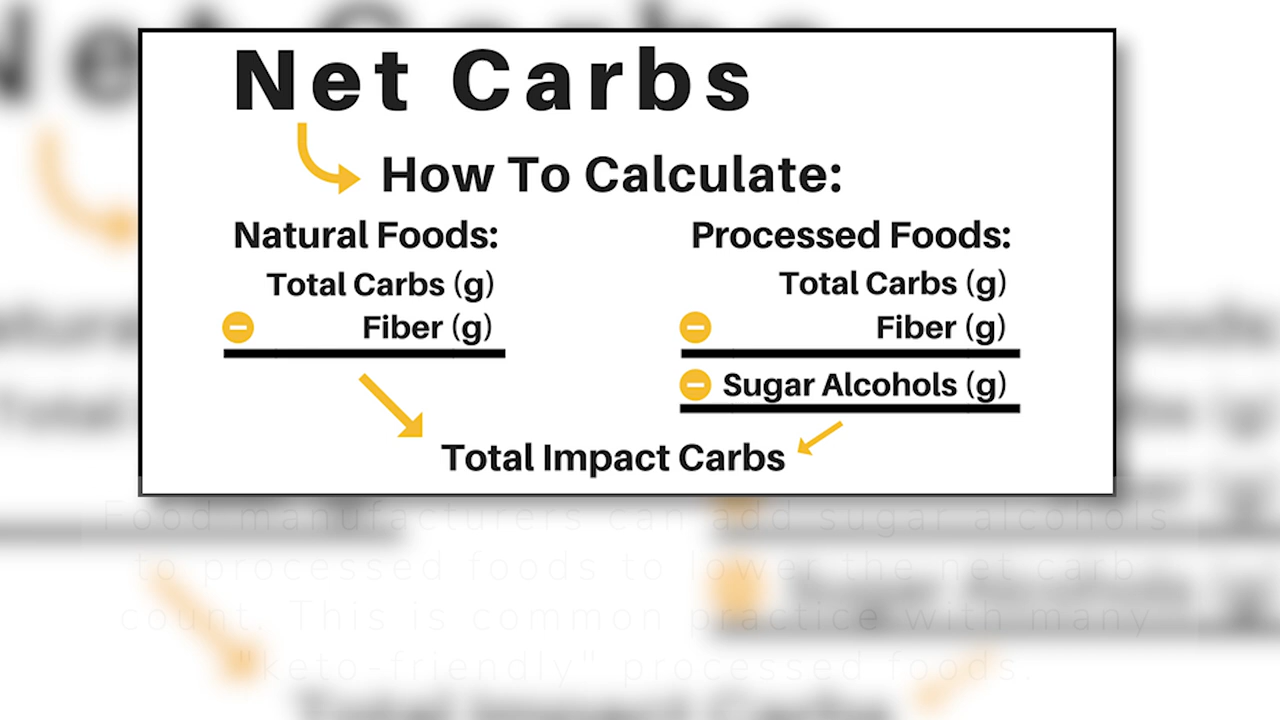 Net Carbs
How To Calculate:
Natural Foods:
Total Carbs (g)
Fiber (g)
Processed Foods:
Total Carbs (g)
Fiber (g)
Sugar Alcohols (g)
Total Impact Carbs
Food manufacturers can add sugar alcohols
to processed foods to lower the net carb
count. This is common practice with many
"keto-friendly" processed foods.